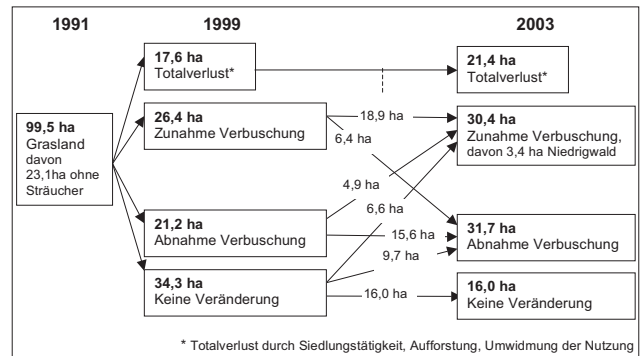 1991
1999
2003
17,6 ha
Totalverlust*
21,4 ha
Totalverlust*
99,5 ha
Grasland
davon
23,1ha ohne
Sträucher
26,4 ha
Zunahme Verbuschung
18,9 ha
6,4 ha
30,4 ha
Zunahme Verbuschung,
davon 3,4 ha Niedrigwald
4,9 ha
6,6 ha
21,2 ha
Abnahme Verbuschung
15,6 ha
9,7 ha
31,7 ha
Abnahme Verbuschung
34,3 ha
Keine Veränderung
16,0 ha
16,0 ha
Keine Veränderung
* Totalverlust durch Siedlungstätigkeit, Aufforstung, Umwidmung der Nutzung